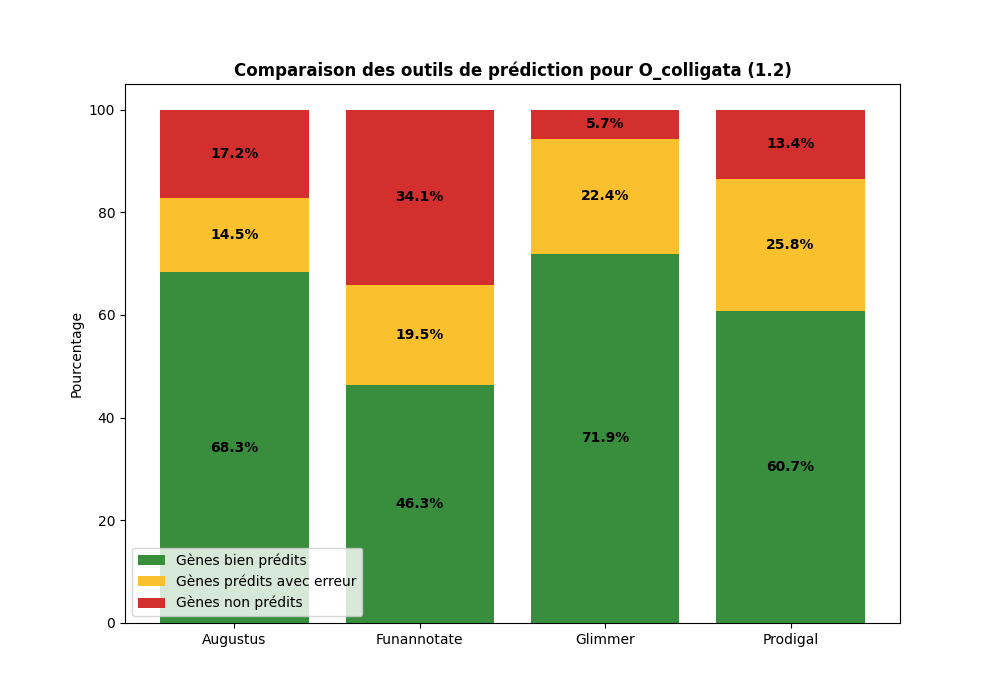 Comparaison des outils de prédiction pour O_colligata (1.2)
Pourcentage
100
80
60
40
20
0
17.2%
14.5%
68.3%
34.1%
19.5%
46.3%
5.7%
22.4%
71.9%
13.4%
25.8%
60.7%
Gènes bien prédits
Gènes prédits avec erreur
Gènes non prédits
Augustus
Funannotate
Glimmer
Prodigal